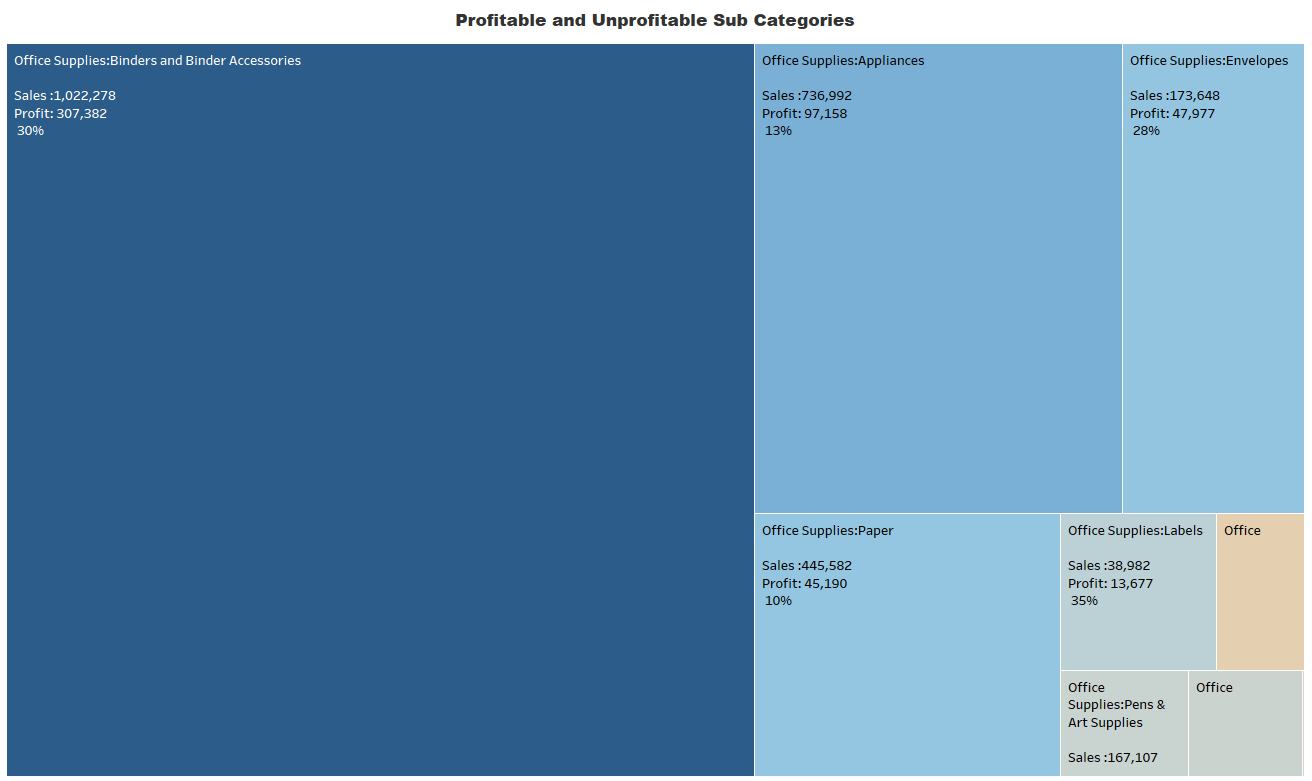 Profitable and Unprofitable Sub Categories
Office Supplies:Binders and Binder Accessories
Sales :1,022,278
Profit: 307,382
30%
Office Supplies:Appliances
Sales :736,992
Profit: 97,158
13%
Office Supplies:Envelopes
Sales :173,648
Profit: 47,977
28%
Office Supplies:Paper
Sales :445,582
Profit: 45,190
10%
Office Supplies:Labels
Sales :38,982
Profit: 13,677
35%
Office
Office
Supplies:Pens &
Art Supplies
Sales :167,107
Office